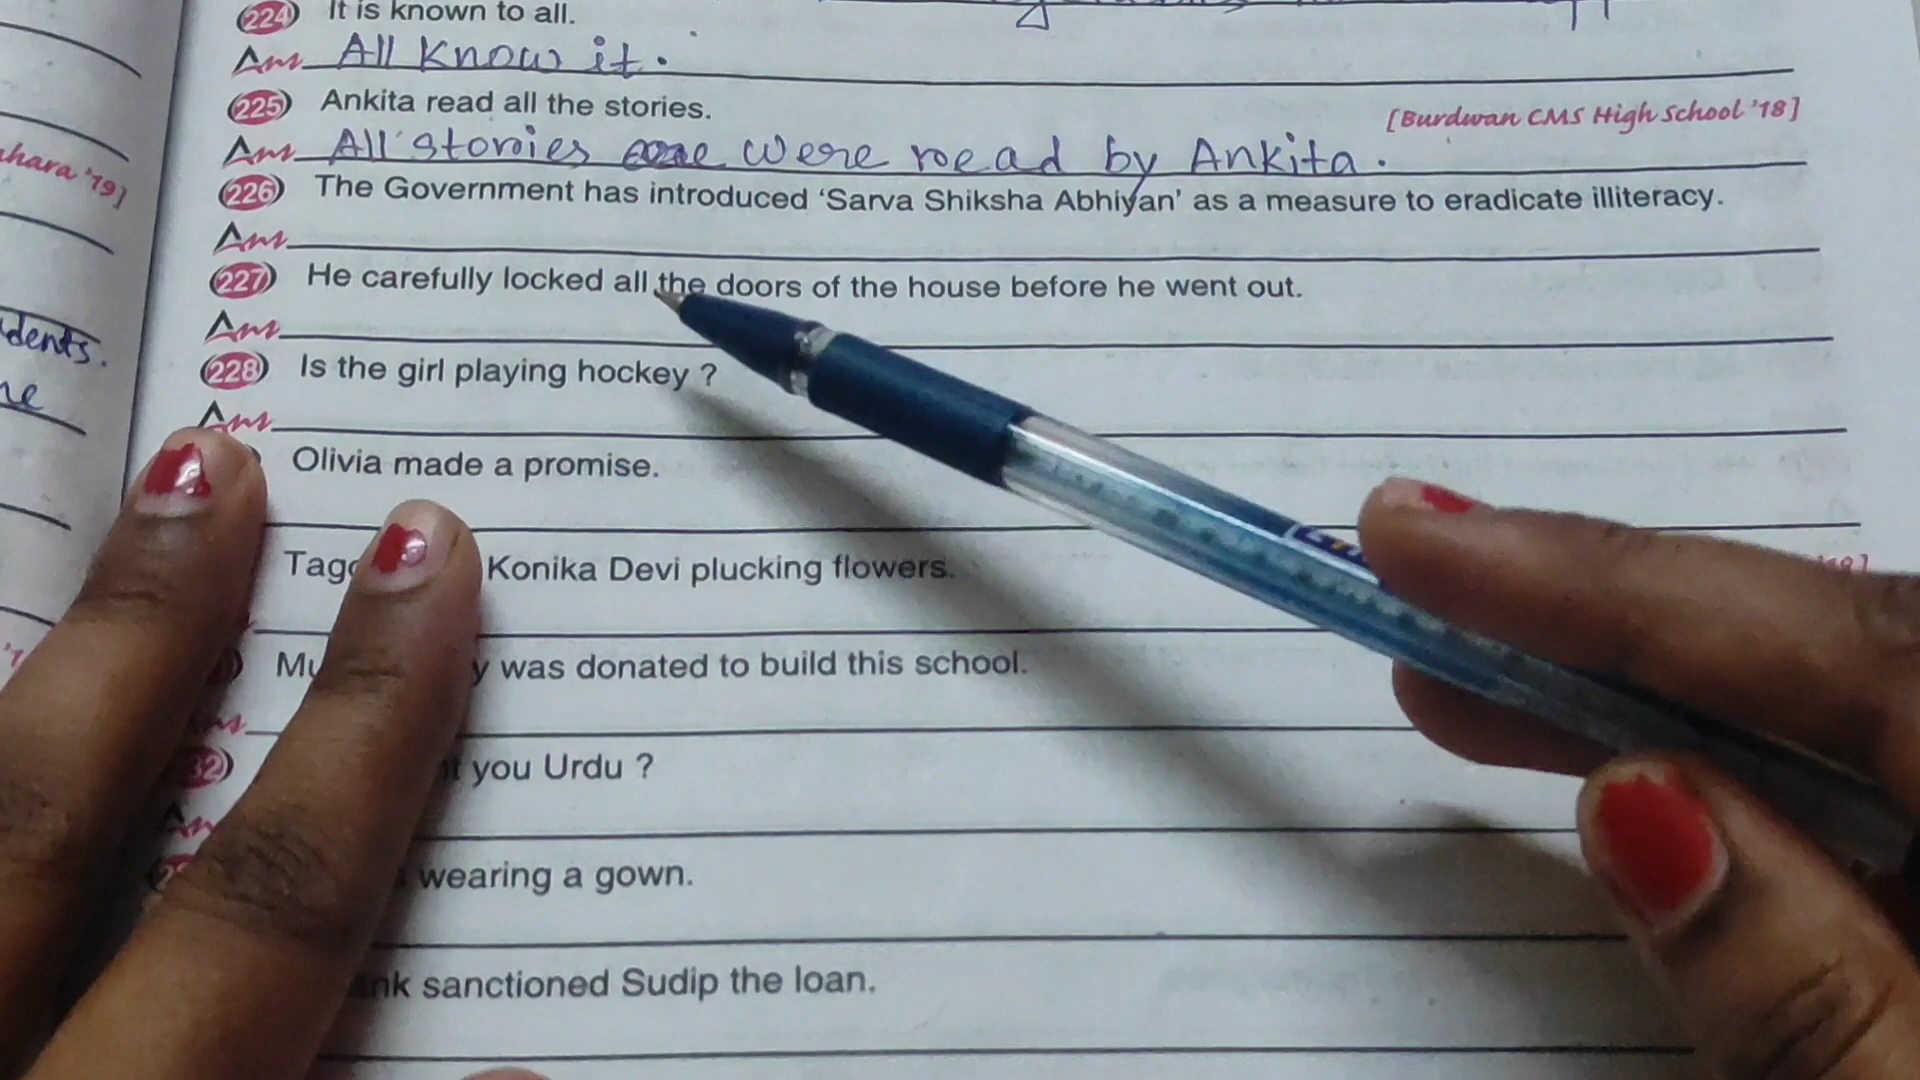 224 It is known to all.
Ans All Know it.
225 Ankita read all the stories.
[Burdwan CMS High School '18]
Ans All stories were read by Ankita.
226 The Government has introduced 'Sarva Shiksha Abhiyan' as a measure to eradicate illiteracy.
Ans
227 He carefully locked all the doors of the house before he went out.
Ans
228 Is the girl playing hockey ?
Ans
Olivia made a promise.
Konika Devi plucking flowers.
was donated to build this school.
you Urdu ?
wearing a gown.
sanctioned Sudip the loan.
'19]
dents.